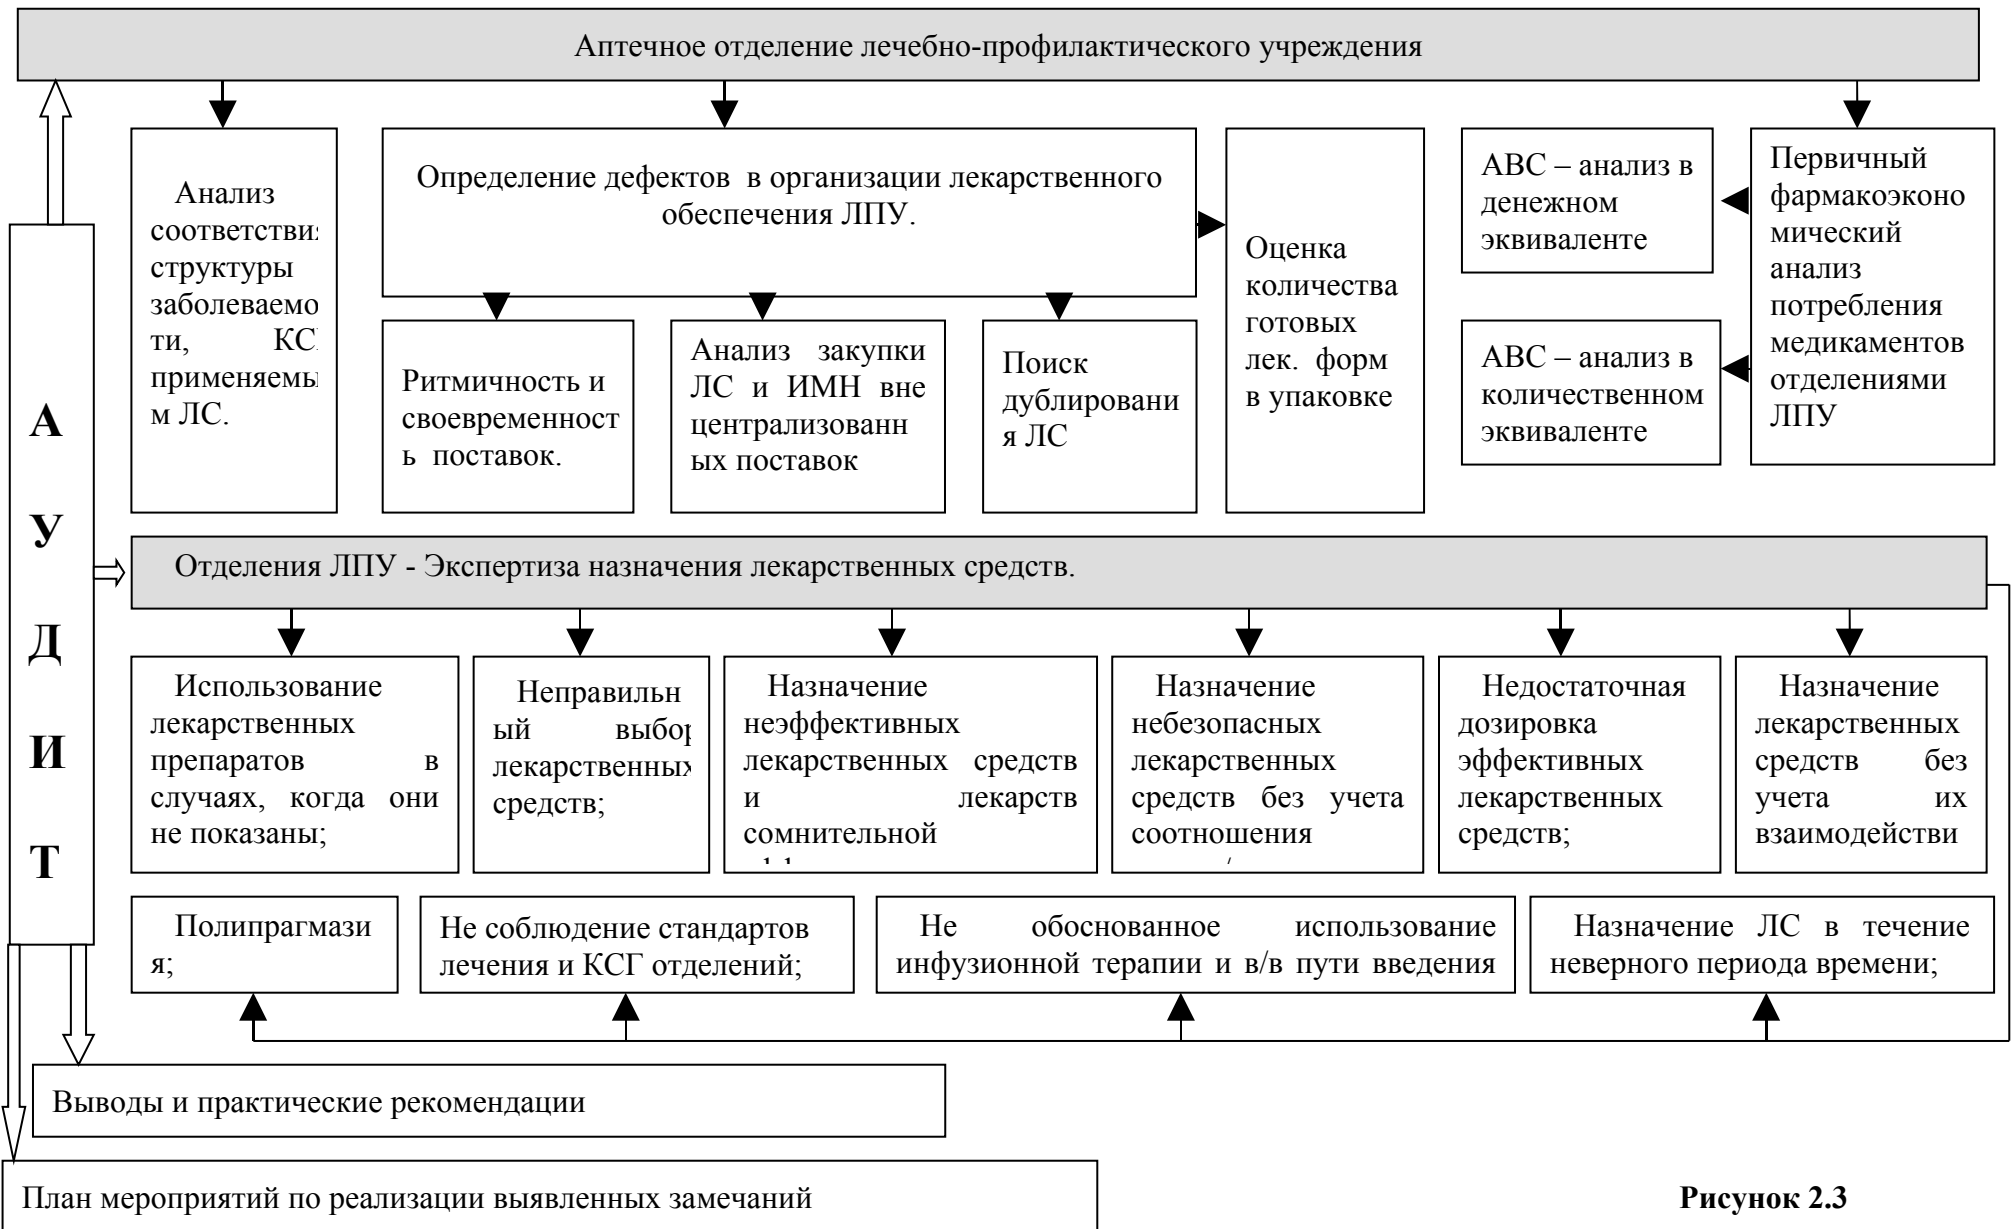 Аптечное отделение лечебно-профилактического учреждения
Анализ
структуры
ти,
м ЛС.
Определение дефектов в организации лекарственного
обеспечения ЛПУ.
Ритмичность и
своевременност
ь поставок.
Анализ закупки
ЛС и ИМН вне
централизованн
ых поставок
Поиск
дублировани
я ЛС
Оценка
количества
готовых
лек. форм
в упаковке
АВС – анализ в
денежном
эквиваленте
АВС – анализ в
количественном
эквиваленте
Первичный
фармакоэконо
мический
анализ
потребления
медикаментов
отделениями
ЛПУ
А
У
Д
И
Т
Отделения ЛПУ - Экспертиза назначения лекарственных средств.
Использование
лекарственных
препаратов в
случаях, когда они
не показаны;
Неправильн
ый выбор
лекарственных
средств;
Назначение
неэффективных
лекарственных средств
и лекарств
сомнительной
Назначение
небезопасных
лекарственных
средств без учета
соотношения
Недостаточная
дозировка
эффективных
лекарственных
средств;
Назначение
лекарственных
средств без
учета их
взаимодействи
Полипрагмази
я;
Не соблюдение стандартов
лечения и КСГ отделений;
Не обоснованное использование
инфузионной терапии и в/в пути введения
Назначение ЛС в течение
неверного периода времени;
Выводы и практические рекомендации
План мероприятий по реализации выявленных замечаний
Рисунок 2.3